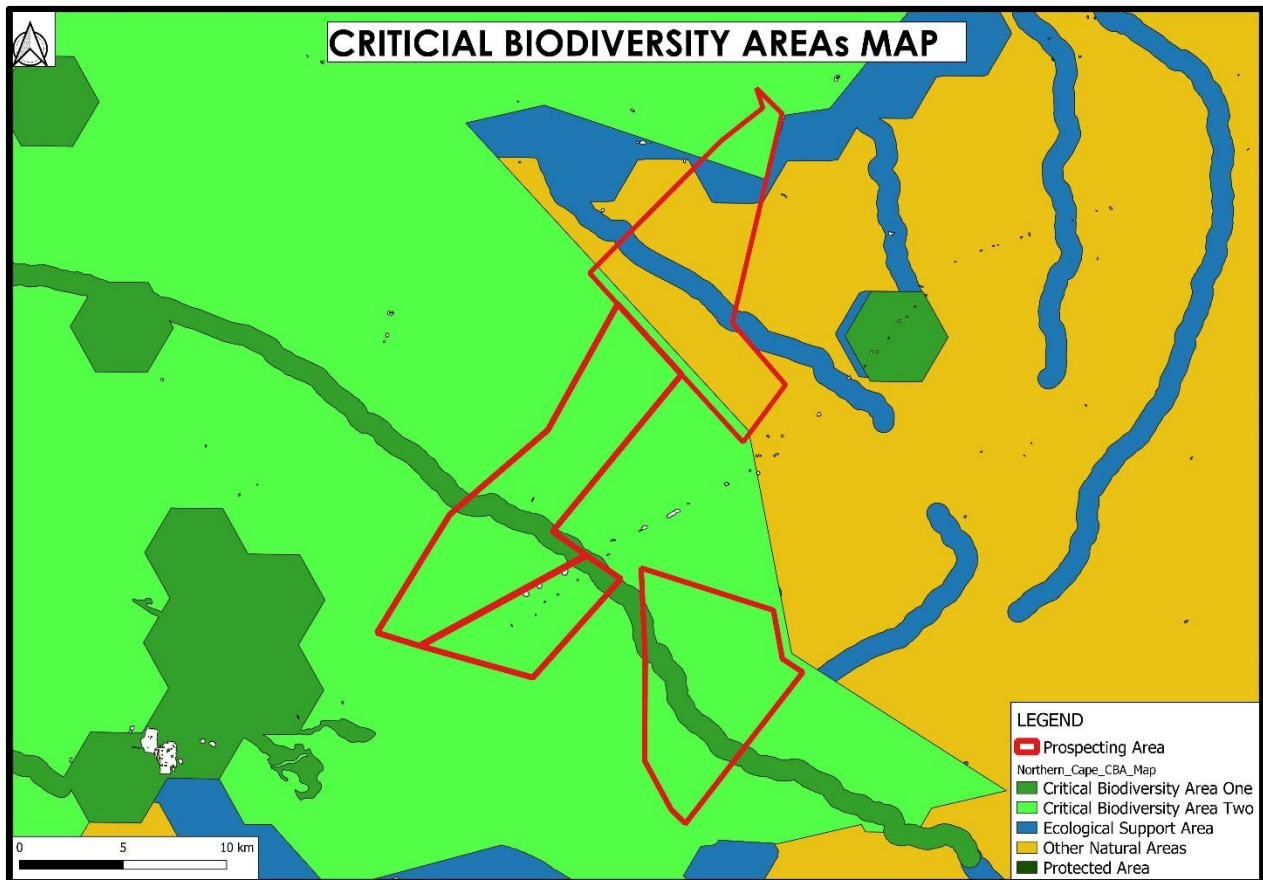 CRITICIAL BIODIVERSITY AREAs MAP
LEGEND
Prospecting Area
Northern_Cape_CBA_Map
Critical Biodiversity Area One
Critical Biodiversity Area Two
Ecological Support Area
Other Natural Areas
Protected Area
0 5 10 km